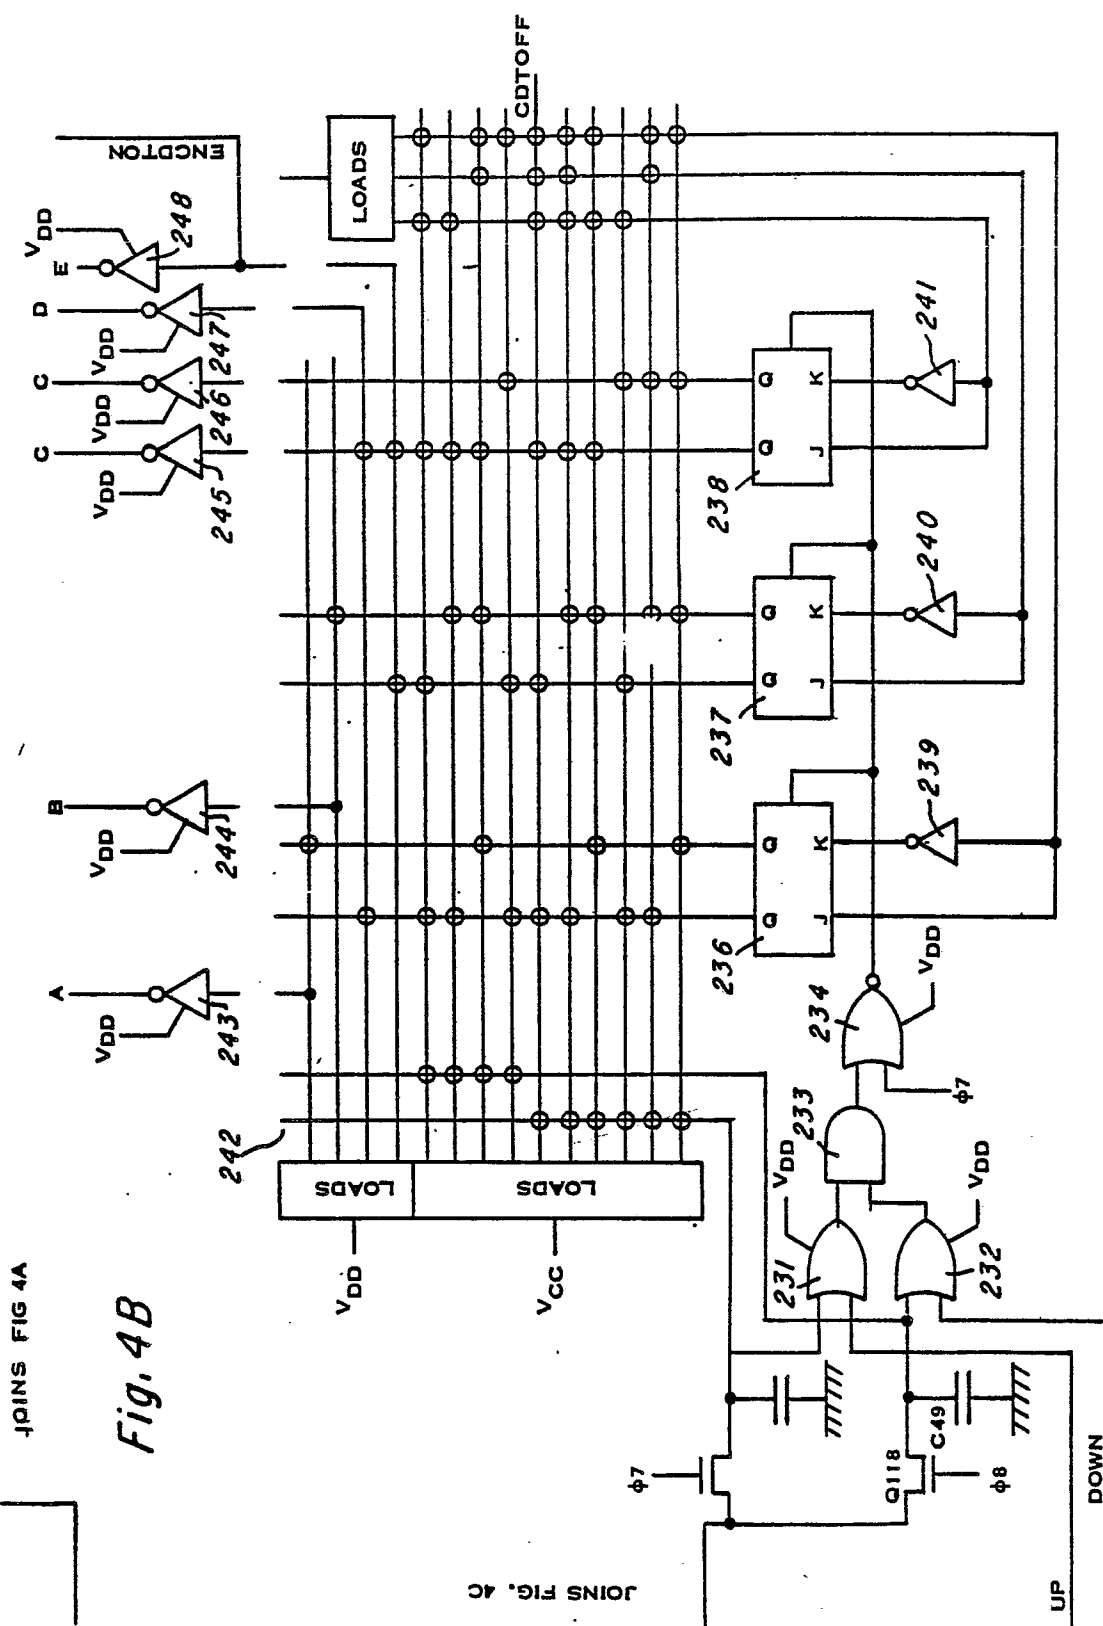 JOINS FIG 4A
Fig. 4B
ENCDTON
VDD
E
248
D
VDD
247
C
VDD
246
C
VDD
245
B
VDD
244
A
VDD
243
LOADS
CDTOFF
242
LOADS
LOADS
VDD
VCC
Q
Q
J
K
238
241
Q
Q
J
K
237
240
Q
Q
J
K
236
239
234
VDD
φ7
233
VDD
231
VDD
232
φ7
Q118
C49
φ8
JOINS FIG. 4C
UP
DOWN